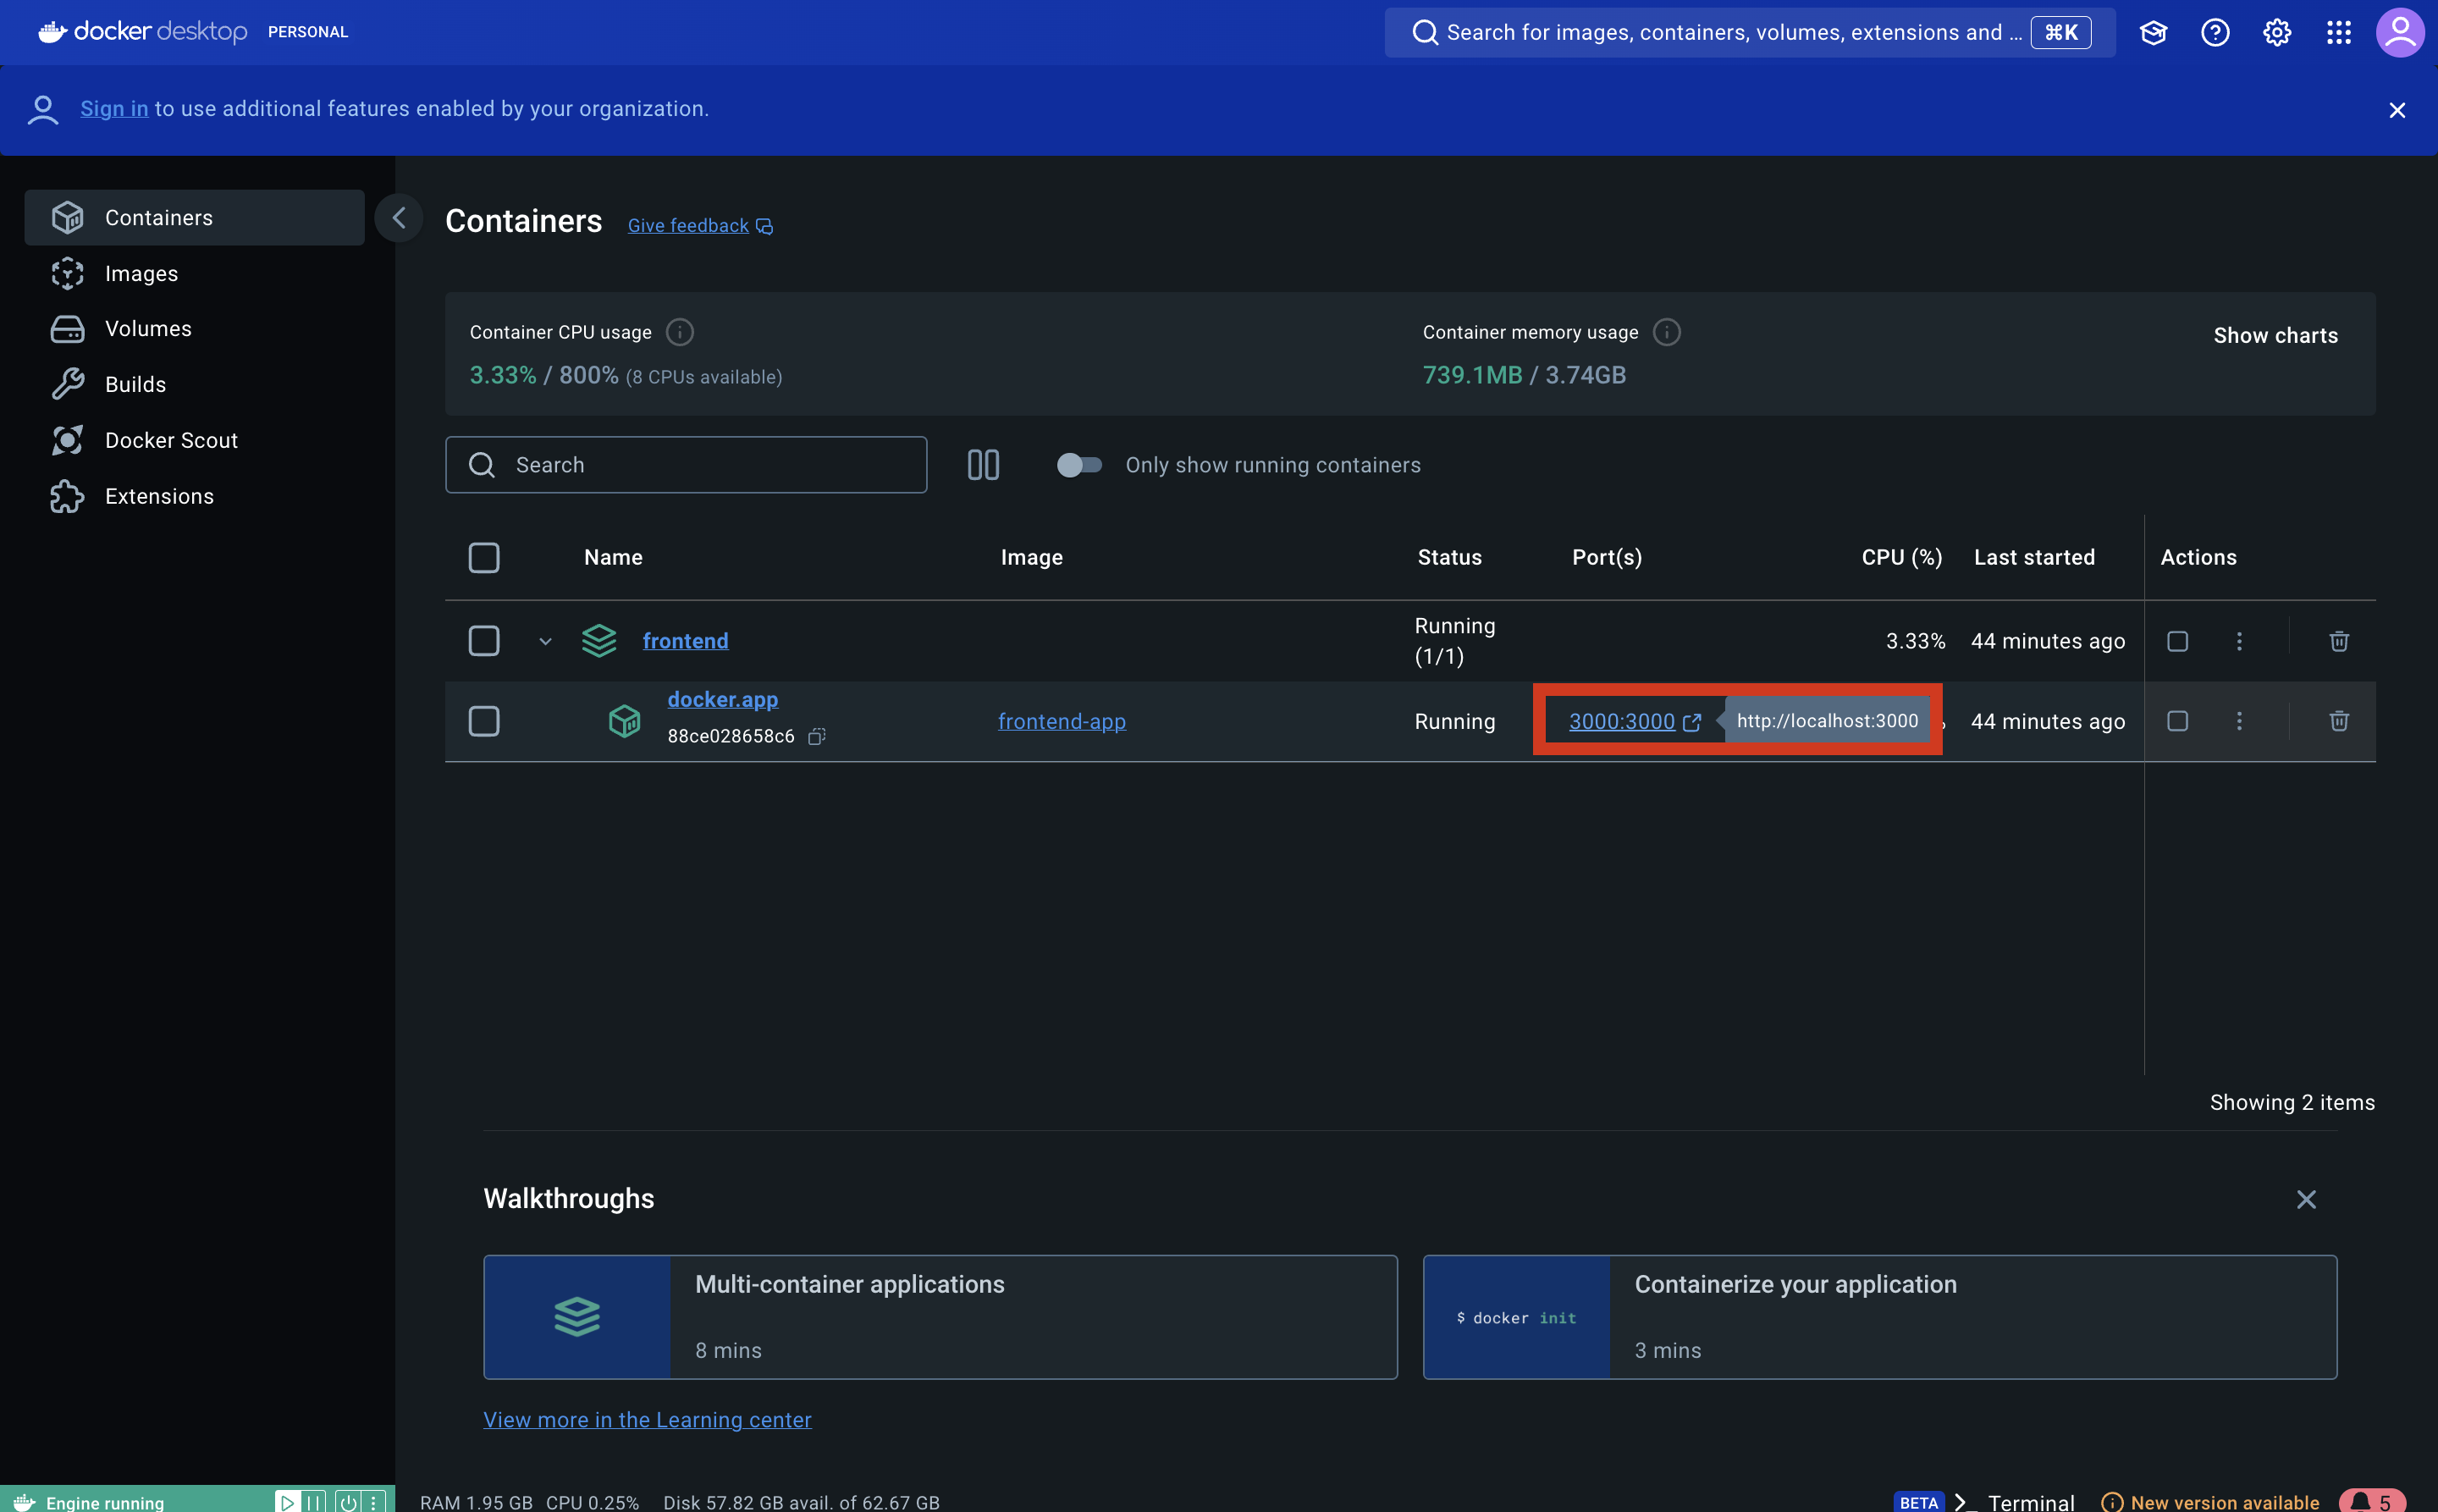 docker desktop PERSONAL
Search for images, containers, volumes, extensions and ... ⌘K
Sign in to use additional features enabled by your organization.
Containers
Images
Volumes
Builds
Docker Scout
Extensions
Containers Give feedback
Container CPU usage
3.33% / 800% (8 CPUs available)
Container memory usage
739.1MB / 3.74GB
Show charts
Search
Only show running containers
Name Image Status Port(s) CPU (%) Last started Actions
frontend Running (1/1) 3.33% 44 minutes ago
docker.app
88ce028658c6
frontend-app Running 3000:3000 http://localhost:3000 44 minutes ago
Showing 2 items
Walkthroughs
Multi-container applications
8 mins
$ docker init
Containerize your application
3 mins
View more in the Learning center
Engine running
RAM 1.95 GB CPU 0.25% Disk 57.82 GB avail. of 62.67 GB
BETA >_ Terminal New version available 5